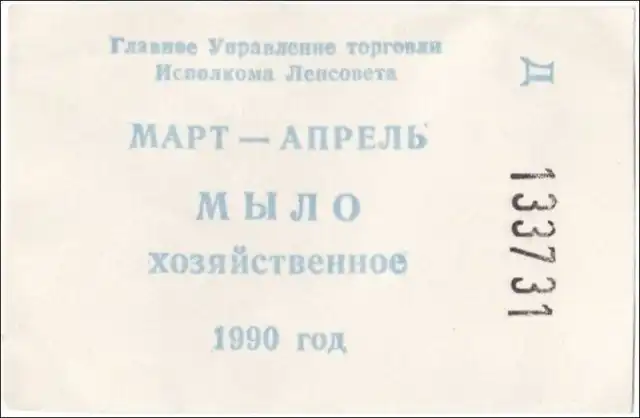 Главное Управление торговли
Исполкома Ленсовета
МАРТ — АПРЕЛЬ
МЫЛО
хозяйственное
1990 год
Д
133731